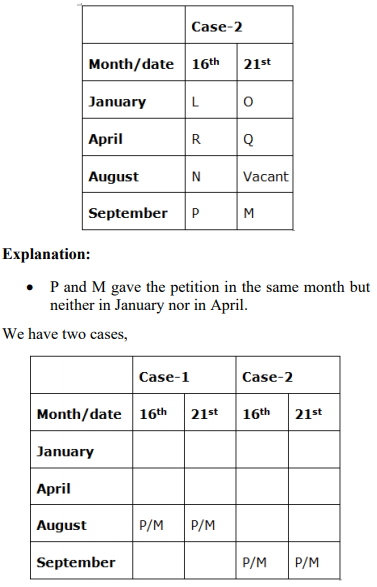 Case-2
Month/date 16th 21st
January L O
April R Q
August N Vacant
September P M
Explanation:
• P and M gave the petition in the same month but
neither in January nor in April.
We have two cases,
Case-1 Case-2
Month/date 16th 21st 16th 21st
January
April
August P/M P/M
September P/M P/M